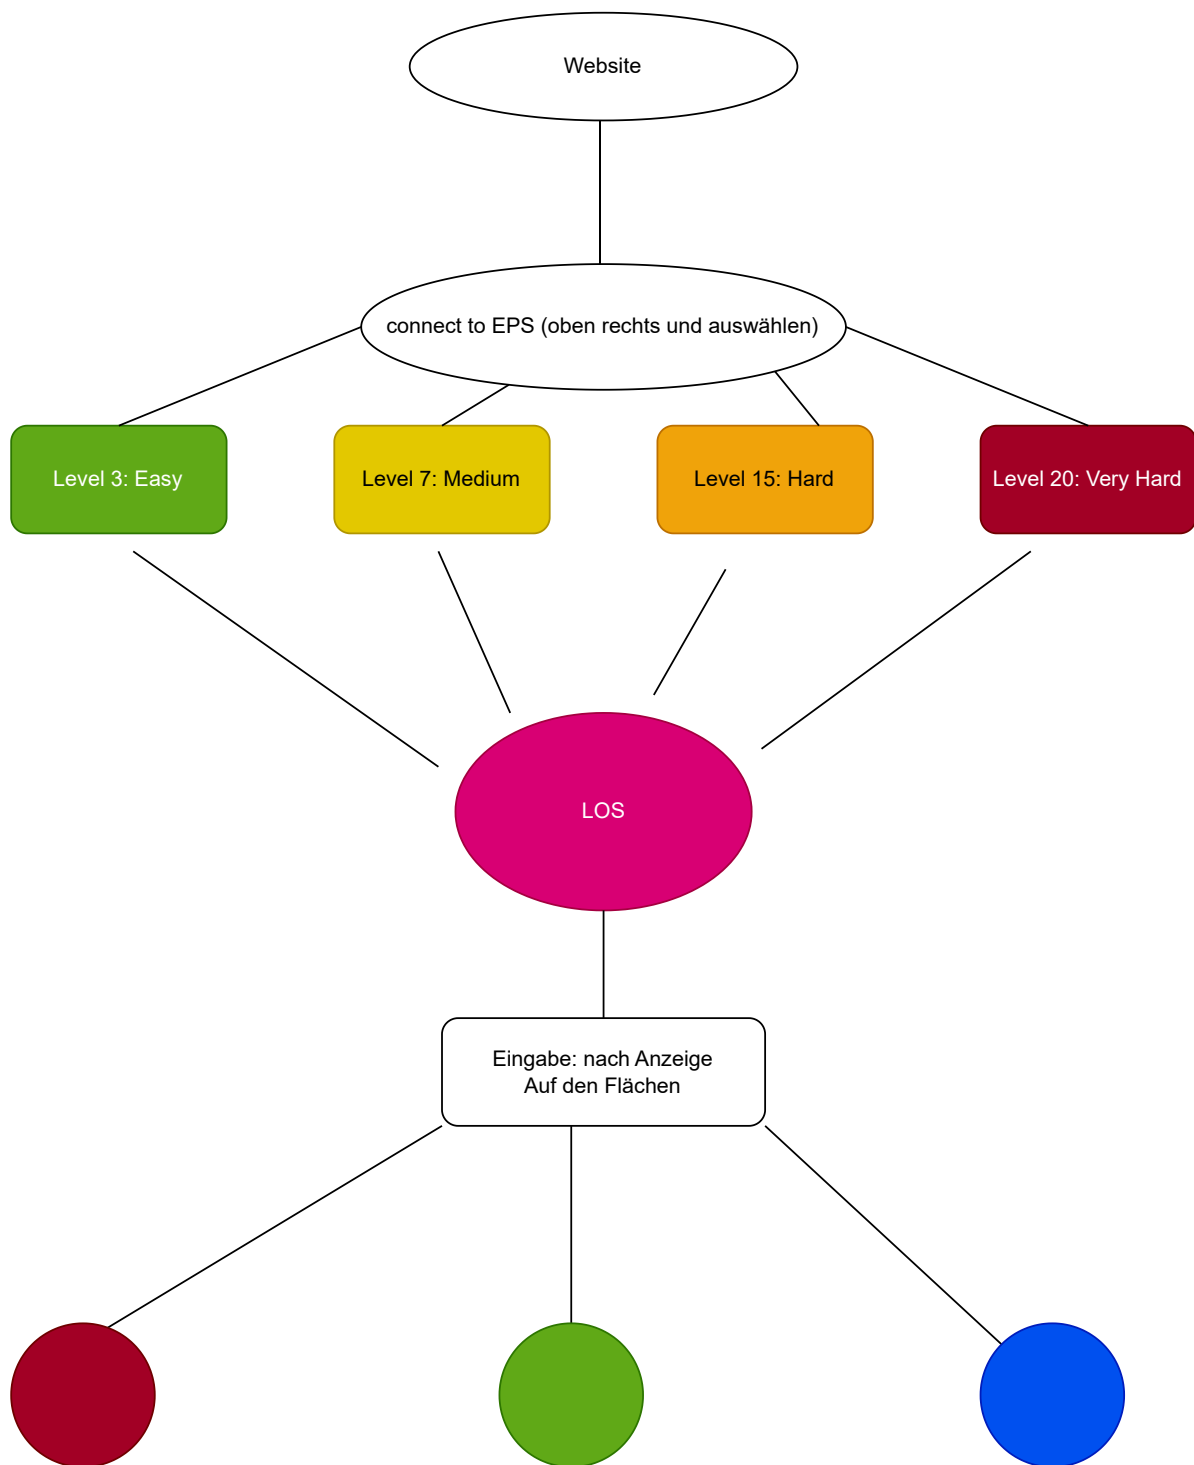 Website
connect to EPS (oben rechts und auswählen)
Level 3: Easy
Level 7: Medium
Level 15: Hard
Level 20: Very Hard
LOS
Eingabe: nach Anzeige
Auf den Flächen